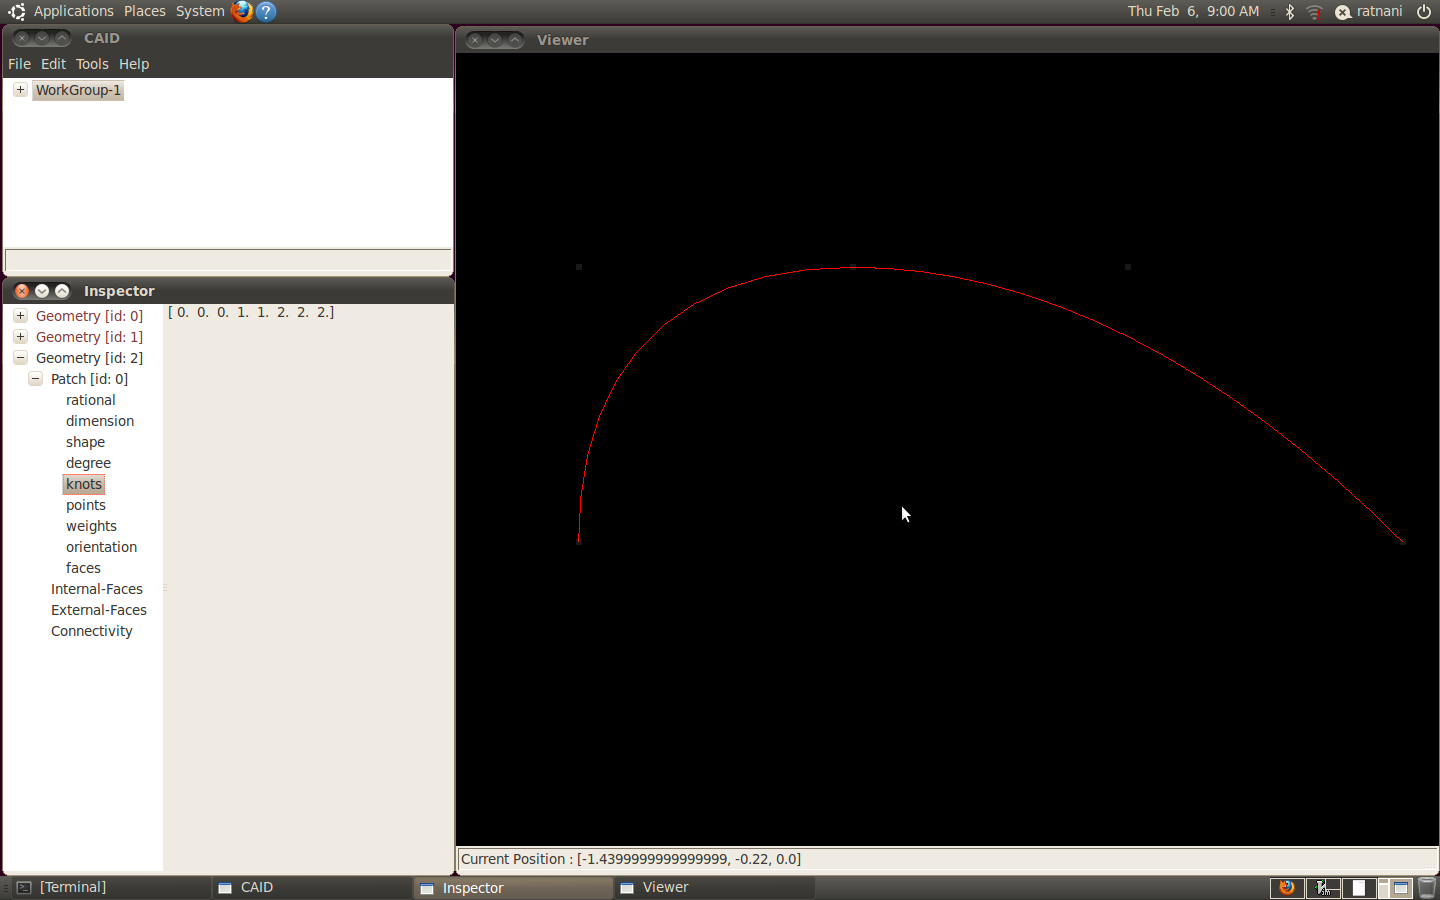 Applications Places System
Thu Feb 6, 9:00 AM
ratnani
CAID
File Edit Tools Help
WorkGroup-1
Viewer
Inspector
Geometry [id: 0]
Geometry [id: 1]
Geometry [id: 2]
Patch [id: 0]
rational
dimension
shape
degree
knots
points
weights
orientation
faces
Internal-Faces
External-Faces
Connectivity
[ 0. 0. 0. 1. 1. 2. 2. 2.]
Current Position : [-1.4399999999999999, -0.22, 0.0]
[Terminal]
CAID
Inspector
Viewer